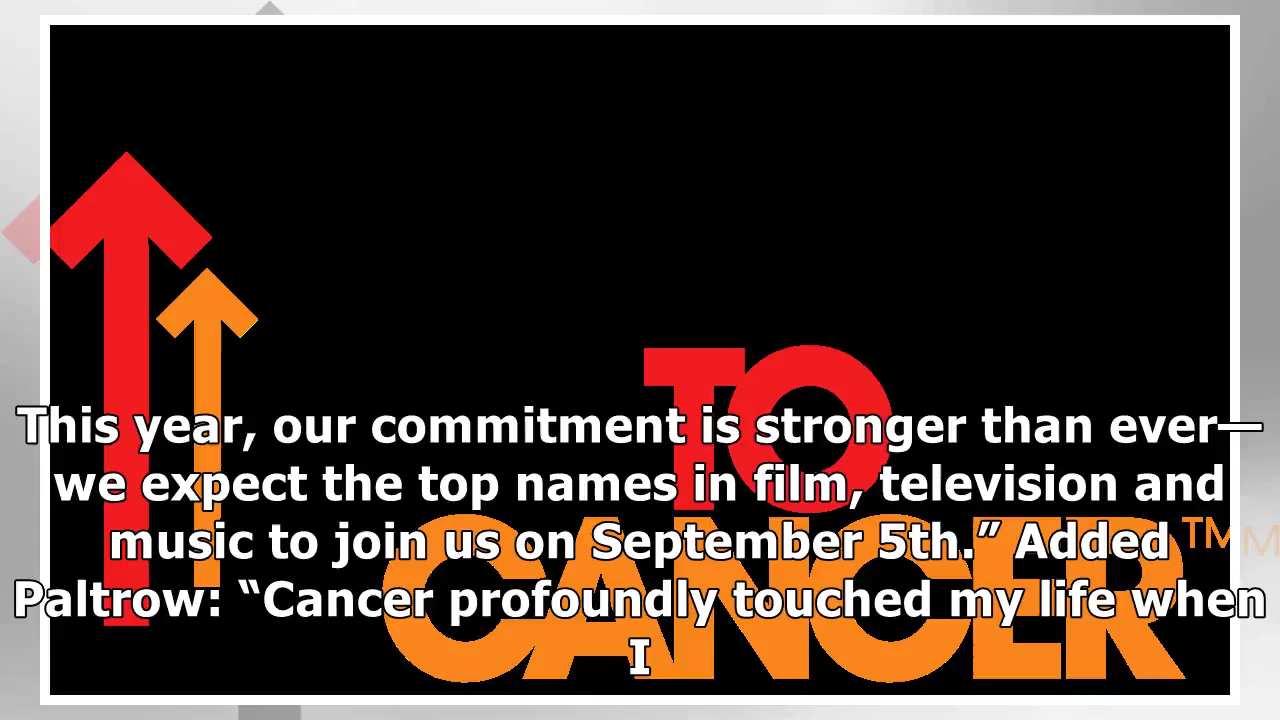 TO
CANCER™M
This year, our commitment is stronger than ever—
we expect the top names in film, television and
music to join us on September 5th.” Added
Paltrow: “Cancer profoundly touched my life when
I